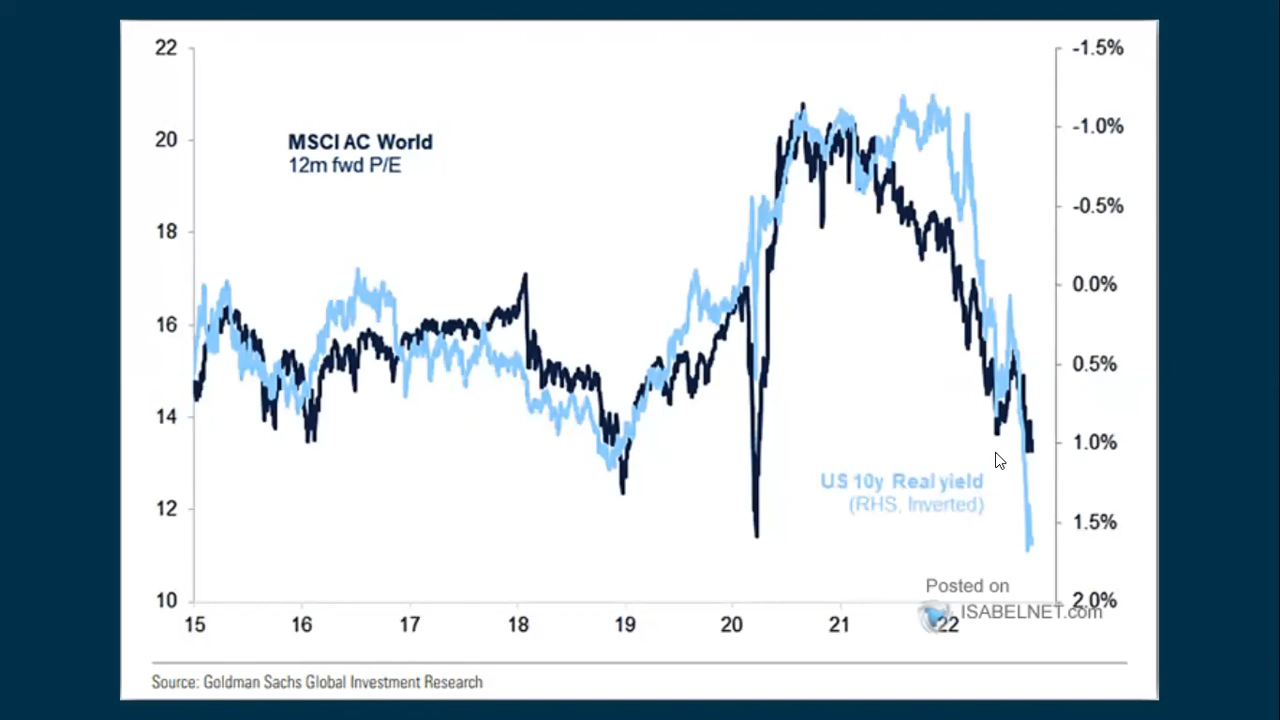 22
20
18
16
14
12
10
MSCI AC World
12m fwd P/E
-1.5%
-1.0%
-0.5%
0.0%
0.5%
1.0%
1.5%
2.0%
US 10y Real yield
(RHS, Inverted)
Posted on
ISABELNET.com
15 16 17 18 19 20 21 22
Source: Goldman Sachs Global Investment Research